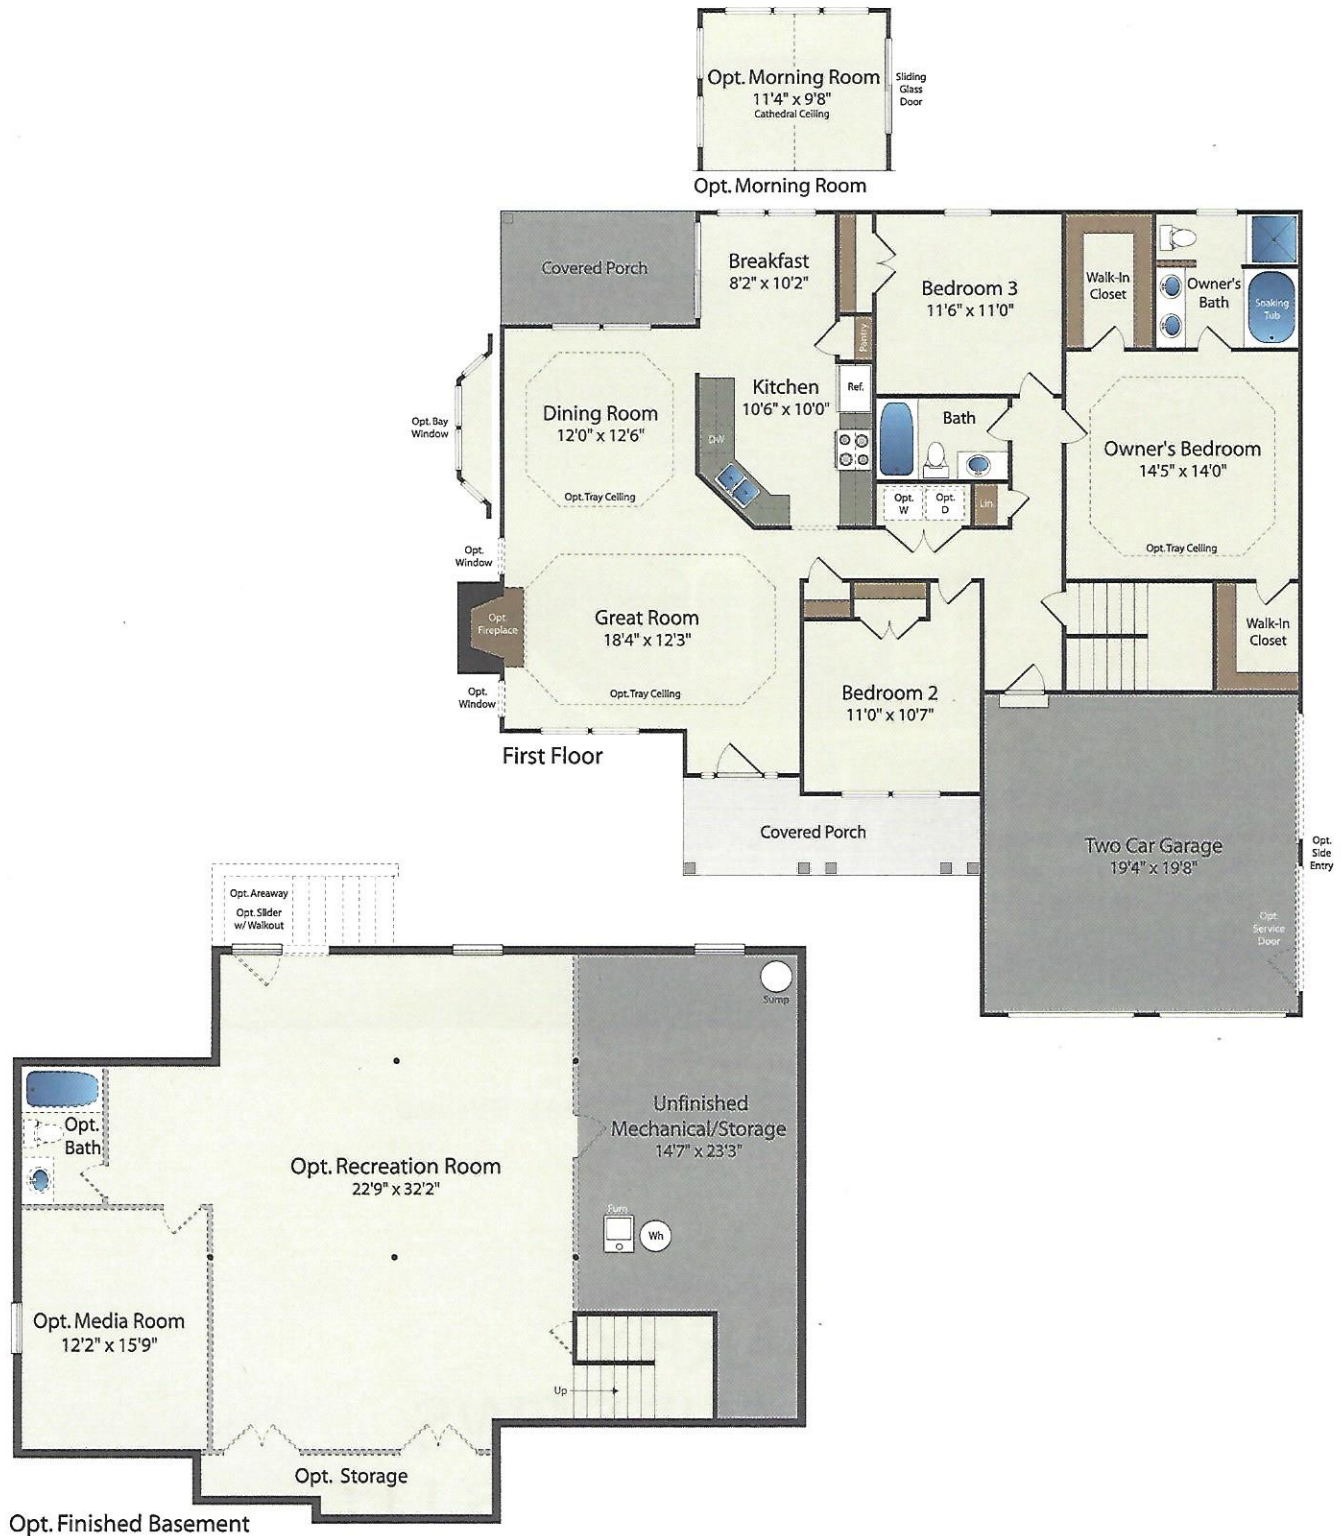 Opt. Morning Room
11'4" x 9'8"
Cathedral Ceiling
Sliding
Glass
Door
Opt. Morning Room
Covered Porch
Breakfast
8'2" x 10'2"
Bedroom 3
11'6" x 11'0"
Walk-In
Closet
Owner's
Bath
Soaking
Tub
Pantry
Kitchen
10'6" x 10'0"
Ref.
D-W
Dining Room
12'0" x 12'6"
Opt. Tray Ceiling
Opt. Bay
Window
Bath
Owner's Bedroom
14'5" x 14'0"
Opt. Tray Ceiling
Opt.
W
Opt.
D
Lin.
Opt.
Window
Opt.
Fireplace
Great Room
18'4" x 12'3"
Opt. Tray Ceiling
Opt.
Window
Walk-In
Closet
Bedroom 2
11'0" x 10'7"
First Floor
Covered Porch
Two Car Garage
19'4" x 19'8"
Opt.
Side
Entry
Opt.
Service
Door
Opt. Areaway
Opt. Slider
w/ Walkout
Sump
Opt.
Bath
Unfinished
Mechanical/Storage
14'7" x 23'3"
Opt. Recreation Room
22'9" x 32'2"
Furn
Wh
Opt. Media Room
12'2" x 15'9"
Up
Opt. Storage
Opt. Finished Basement